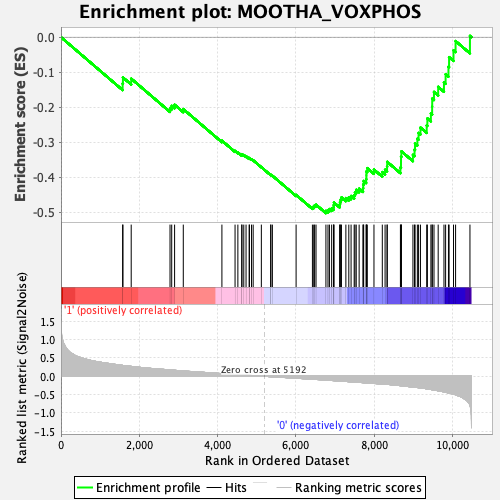 Enrichment plot: MOOTHA_VOXPHOS
Enrichment score (ES)
0.0
-0.1
-0.2
-0.3
-0.4
-0.5
'1' (positively correlated)
Ranked list metric (Signal2Noise)
1.5
1.0
0.5
0.0
-0.5
-1.0
-1.5
Zero cross at 5192
'0' (negatively correlated)
0 2,000 4,000 6,000 8,000 10,000
Rank in Ordered Dataset
Enrichment profile Hits Ranking metric scores